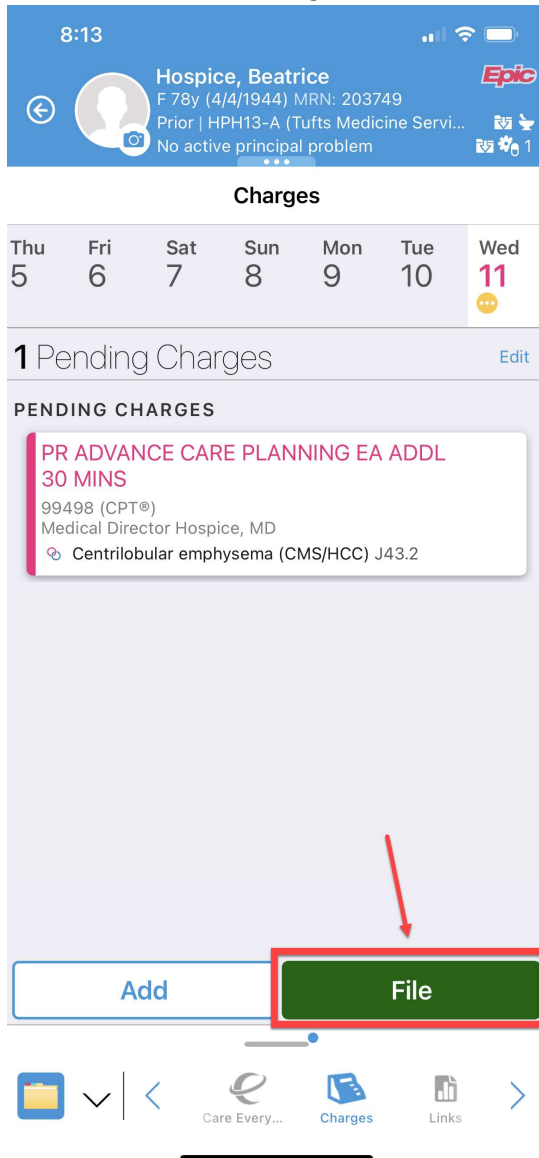 8:13
Hospice, Beatrice
Epic
F 78y (4/4/1944) MRN: 203749
Prior | HPH13-A (Tufts Medicine Servi...
No active principal problem
1
Charges
Thu Fri Sat Sun Mon Tue Wed
5 6 7 8 9 10 11
1 Pending Charges Edit
PENDING CHARGES
PR ADVANCE CARE PLANNING EA ADDL
30 MINS
99498 (CPT®)
Medical Director Hospice, MD
Centrilobular emphysema (CMS/HCC) J43.2
Add File
Care Every... Charges Links